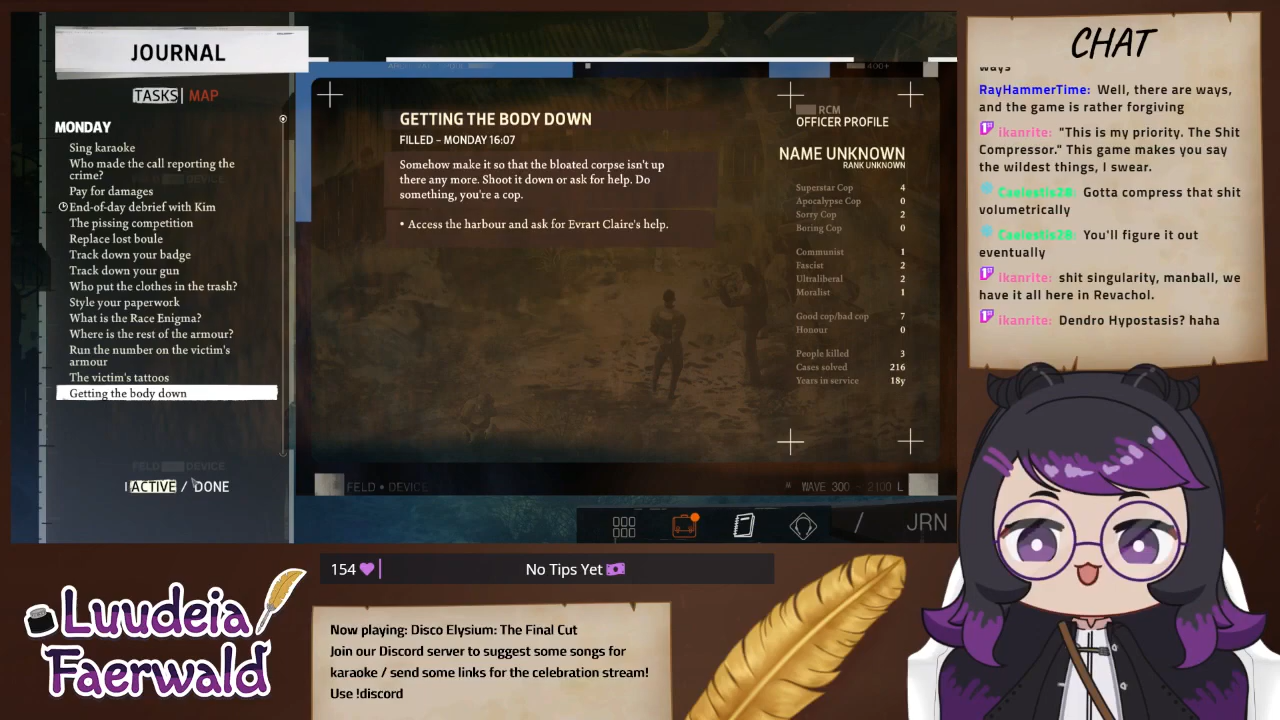 JOURNAL
TASKS | MAP
MONDAY
Sing karaoke
Who made the call reporting the
crime?
Pay for damages
End-of-day debrief with Kim
The pissing competition
Replace lost boule
Track down your badge
Track down your gun
Who put the clothes in the trash?
Style your paperwork
What is the Race Enigma?
Where is the rest of the armour?
Run the number on the victim's
armour
The victim's tattoos
Getting the body down
FELD DEVICE
ACTIVE / DONE
400+
GETTING THE BODY DOWN
FILLED – MONDAY 16:07
Somehow make it so that the bloated corpse isn't up
there any more. Shoot it down or ask for help. Do
something, you're a cop.
• Access the harbour and ask for Evrart Claire's help.
RCM
OFFICER PROFILE
NAME UNKNOWN
RANK UNKNOWN
Superstar Cop 4
Apocalypse Cop 0
Sorry Cop 2
Boring Cop 0
Communist 1
Fascist 2
Ultraliberal 2
Moralist 1
Good cop/bad cop 7
Honour 0
People killed 3
Cases solved 216
Years in service 18y
FELD • DEVICE
WAVE 300 – 2100 L
/ JRN
CHAT
ways
RayHammerTime: Well, there are ways,
and the game is rather forgiving
ikanrite: "This is my priority. The Shit
Compressor." This game makes you say
the wildest things, I swear.
Caelestis28: Gotta compress that shit
volumetrically
Caelestis28: You'll figure it out
eventually
ikanrite: shit singularity, manball, we
have it all here in Revachol.
ikanrite: Dendro Hypostasis? haha
154
No Tips Yet
Luudeia
Faerwald
Now playing: Disco Elysium: The Final Cut
Join our Discord server to suggest some songs for
karaoke / send some links for the celebration stream!
Use !discord